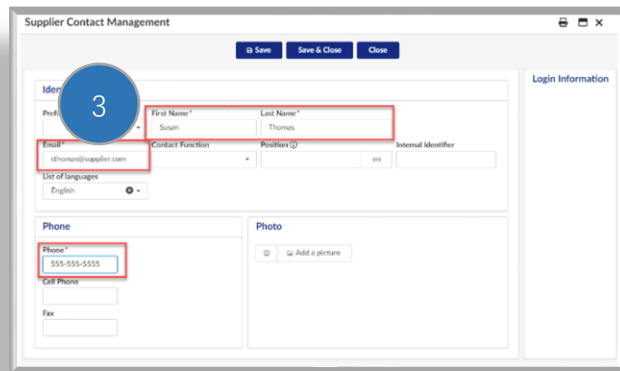 Supplier Contact Management
Save Save & Close Close
Login Information
3
First Name* Last Name*
Susan Thomas
Email* Contact Function Position Internal Identifier
sthomas@supplier.com en
List of languages
English
Phone Photo
Phone*
555-555-5555
Add a picture
Cell Phone
Fax